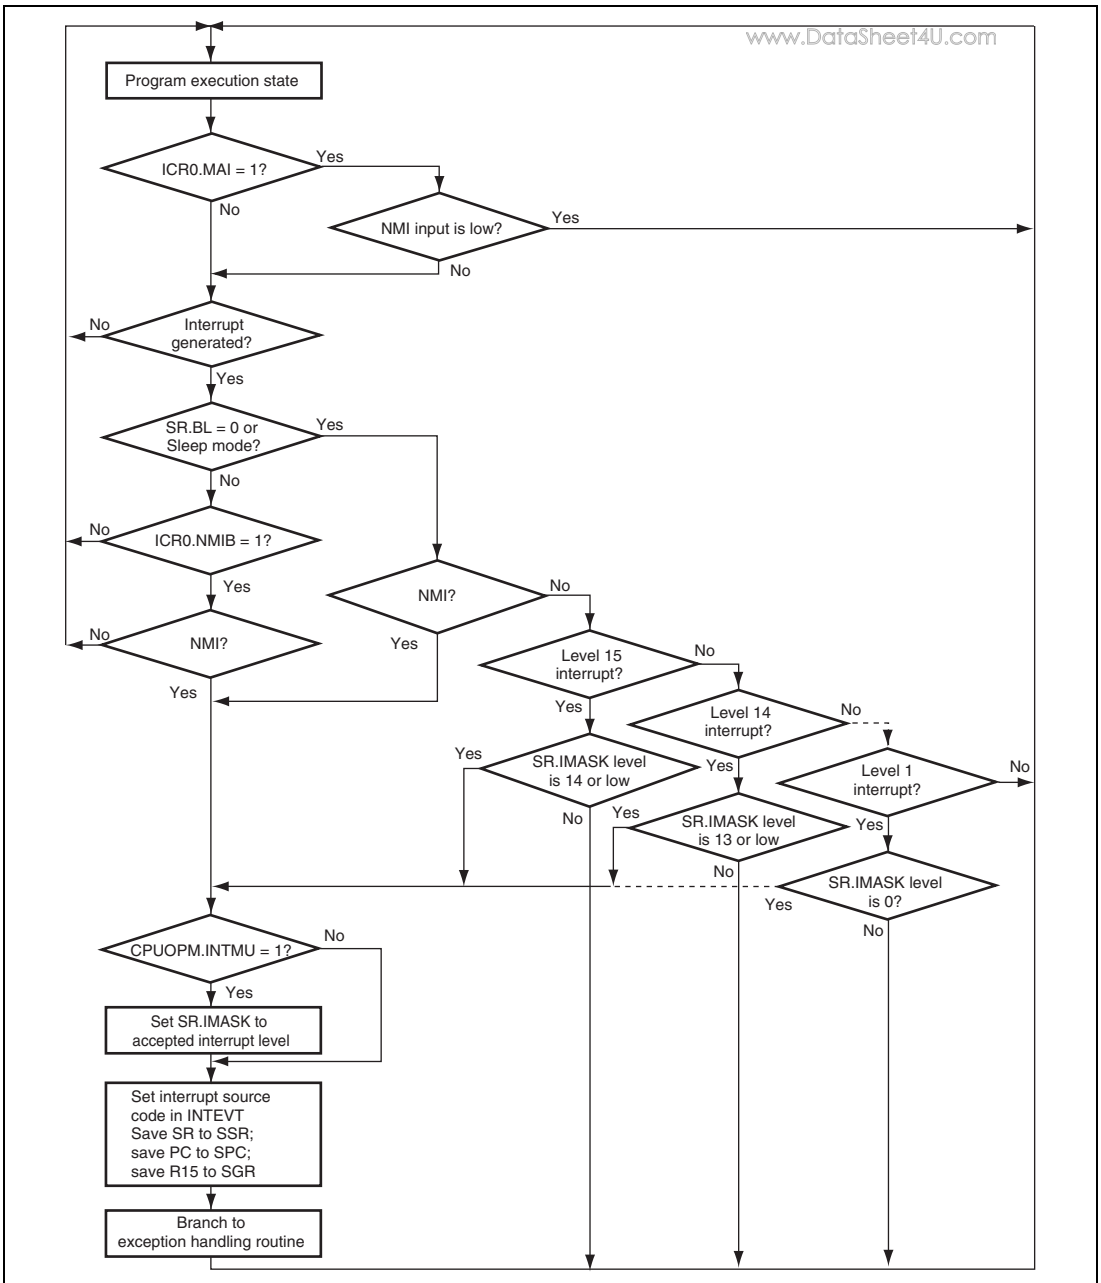 www.DataSheet4U.com
Program execution state
ICR0.MAI = 1?
Yes
No
NMI input is low?
Yes
No
Interrupt
generated?
No
Yes
SR.BL = 0 or
Sleep mode?
Yes
No
ICR0.NMIB = 1?
No
Yes
NMI?
No
Yes
NMI?
No
Yes
Level 15
interrupt?
No
Yes
Level 14
interrupt?
No
Yes
Level 1
interrupt?
No
Yes
SR.IMASK level
is 14 or low
Yes
No
SR.IMASK level
is 13 or low
Yes
No
SR.IMASK level
is 0?
Yes
No
CPUOPM.INTMU = 1?
No
Yes
Set SR.IMASK to
accepted interrupt level
Set interrupt source
code in INTEVT
Save SR to SSR;
save PC to SPC;
save R15 to SGR
Branch to
exception handling routine